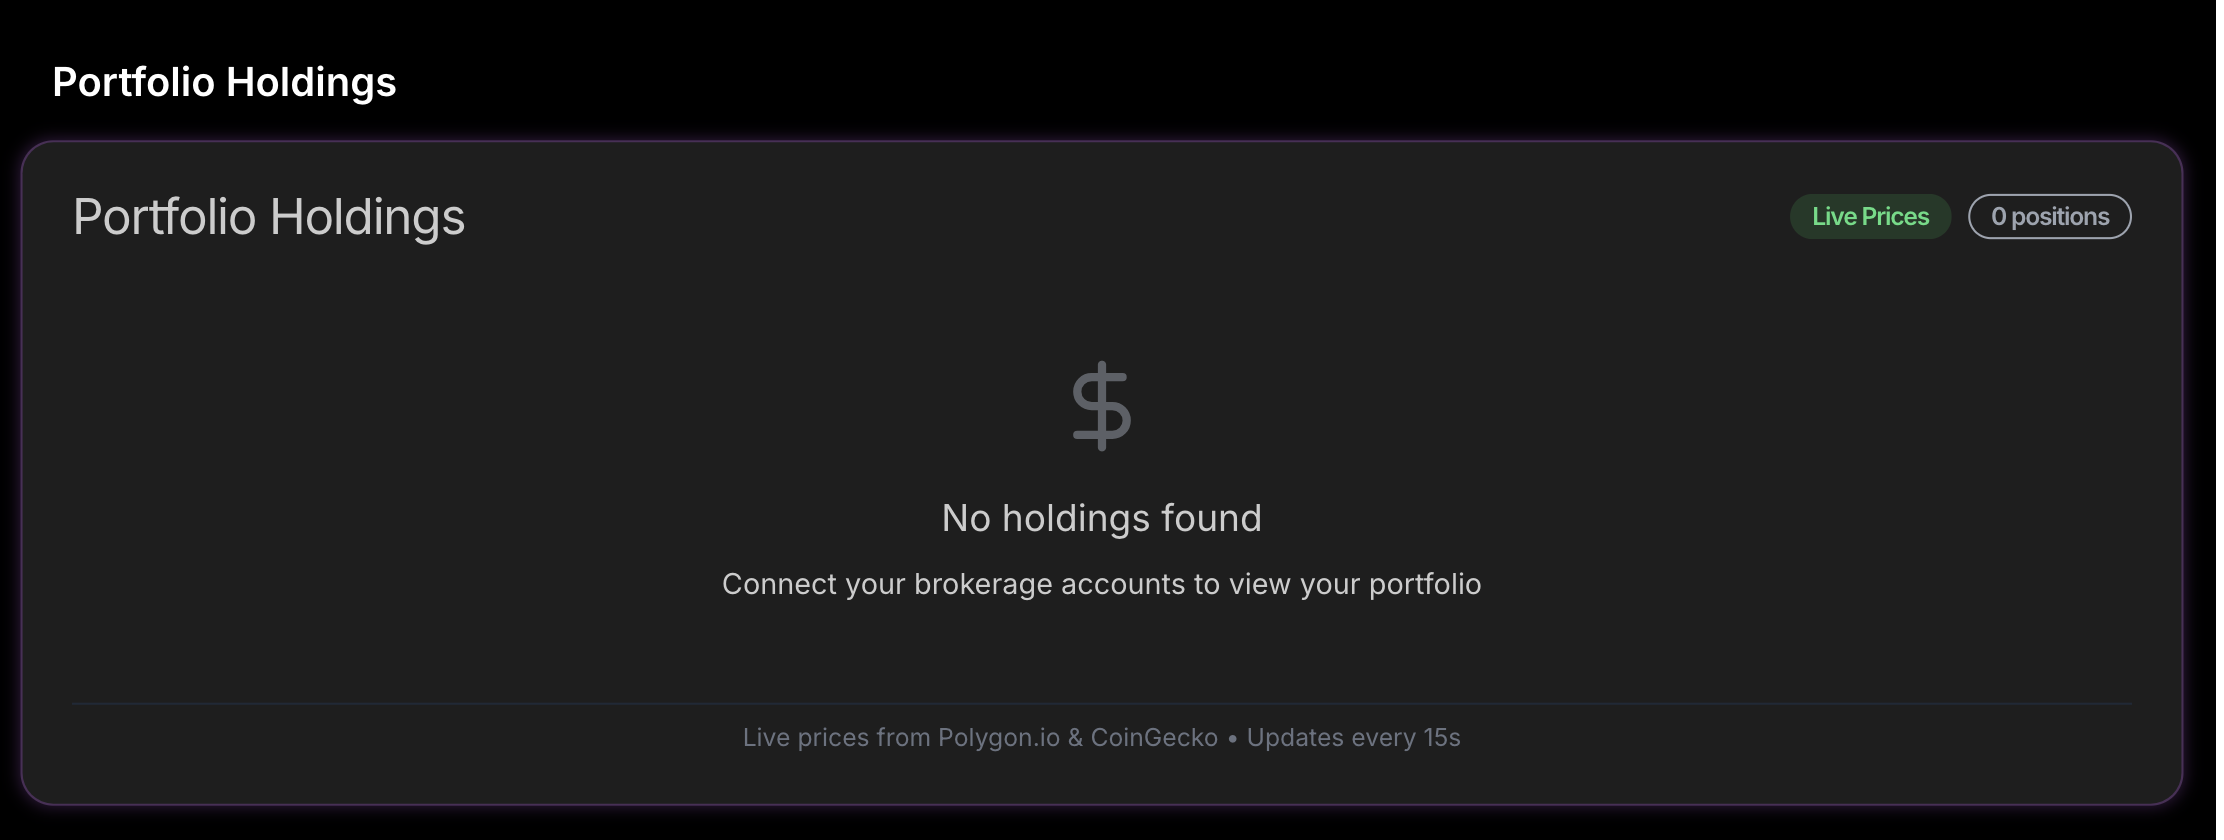 Portfolio Holdings
Portfolio Holdings
Live Prices
0 positions
No holdings found
Connect your brokerage accounts to view your portfolio
Live prices from Polygon.io & CoinGecko • Updates every 15s